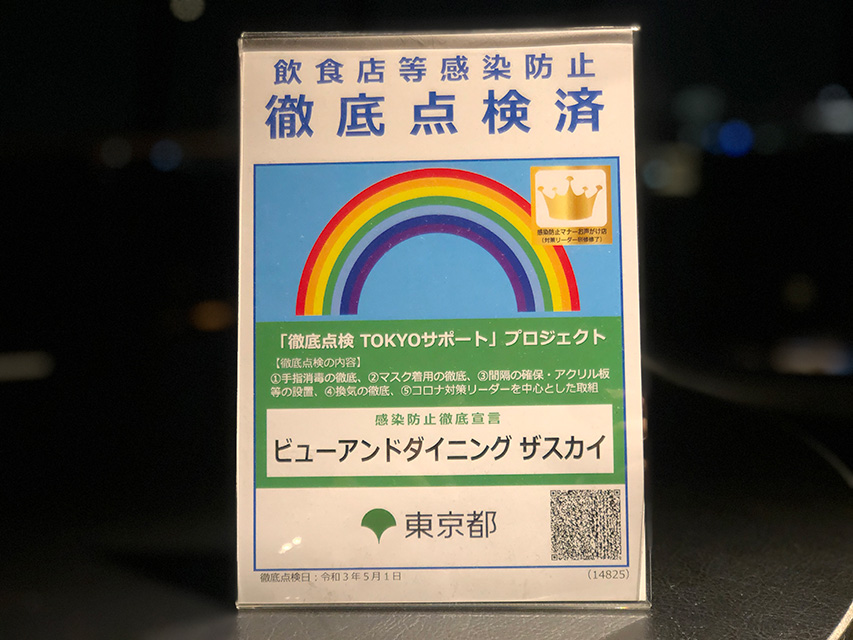 飲食店等感染防止
徹底点検済
感染防止マナーお声がけ店
(対策リーダー研修修了)
「徹底点検 TOKYOサポート」プロジェクト
【徹底点検の内容】
①手指消毒の徹底、②マスク着用の徹底、③間隔の確保・アクリル板
等の設置、④換気の徹底、⑤コロナ対策リーダーを中心とした取組
感染防止徹底宣言
ビューアンドダイニング ザスカイ
東京都
徹底点検日：令和3年5月1日
(14825)